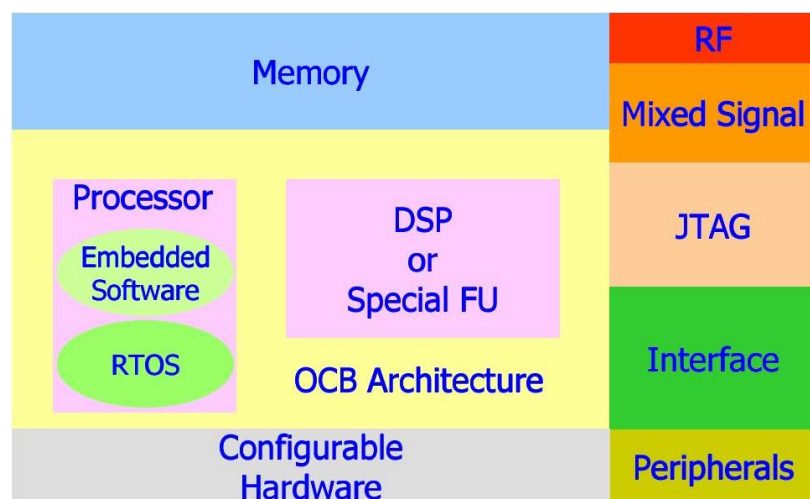 Memory
RF
Mixed Signal
Processor
Embedded
Software
RTOS
DSP
or
Special FU
OCB Architecture
JTAG
Interface
Configurable
Hardware
Peripherals